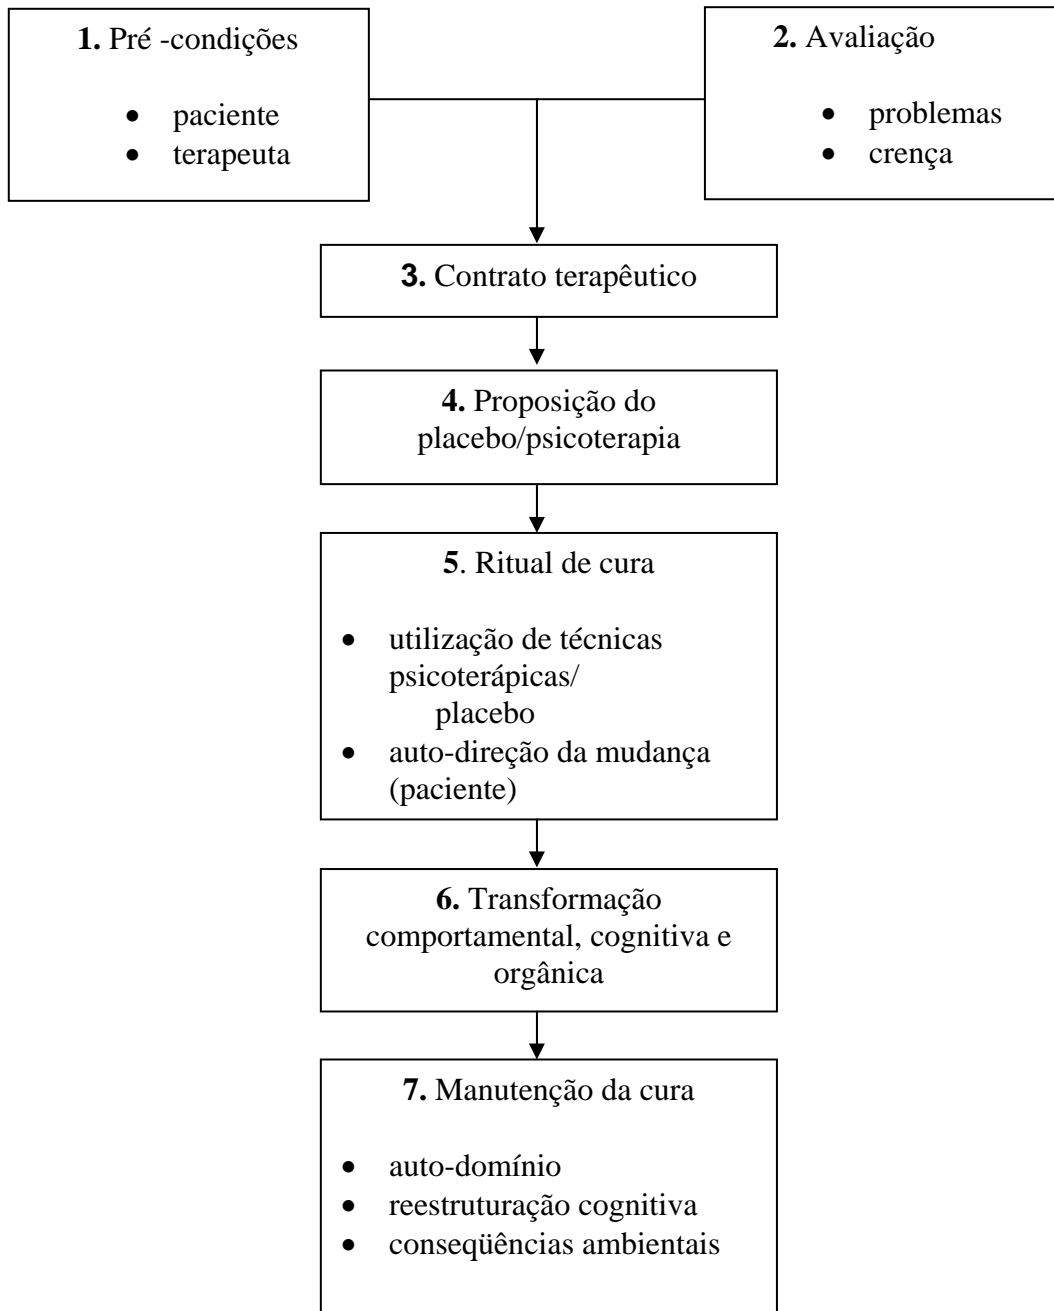 1. Pré -condições
• paciente
• terapeuta
2. Avaliação
• problemas
• crença
3. Contrato terapêutico
4. Proposição do
placebo/psicoterapia
5. Ritual de cura
• utilização de técnicas
psicoterápicas/
placebo
• auto-direção da mudança
(paciente)
6. Transformação
comportamental, cognitiva e
orgânica
7. Manutenção da cura
• auto-domínio
• reestruturação cognitiva
• conseqüências ambientais